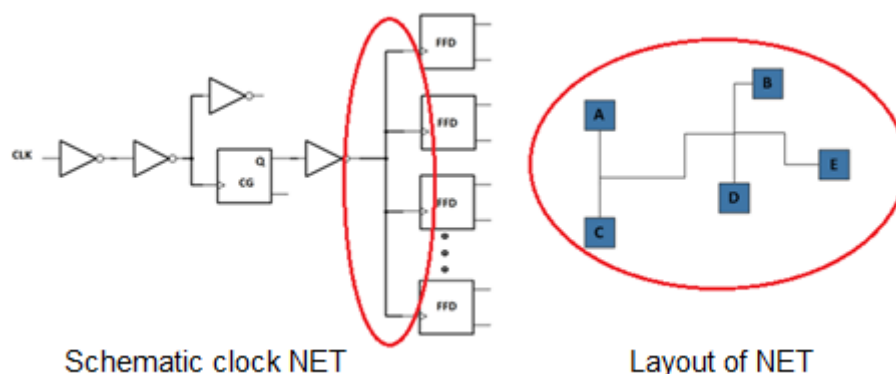 CLK
Q
CG
FFD
FFD
FFD
FFD
A
B
C
D
E
Schematic clock NET
Layout of NET